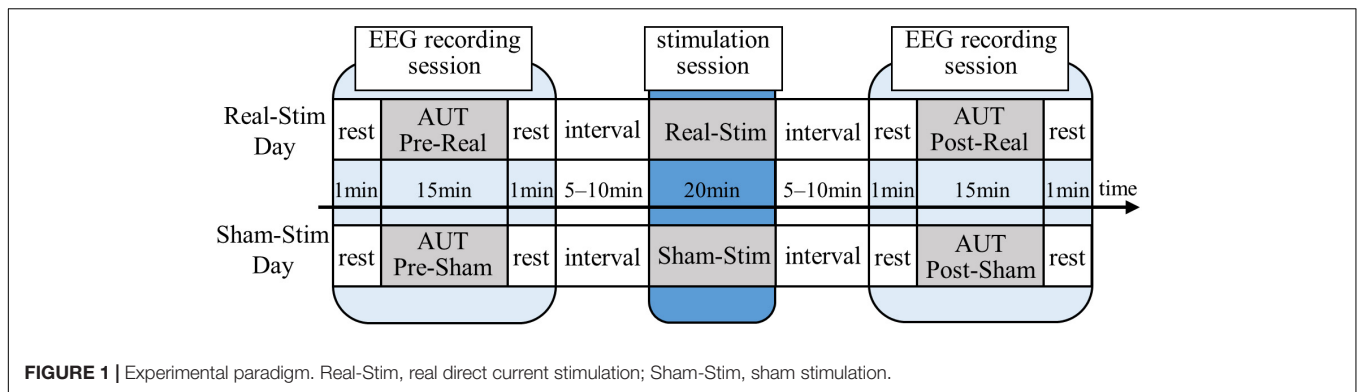 EEG recording
session
stimulation
session
EEG recording
session
Real-Stim
Day
rest
AUT
Pre-Real
rest
interval
Real-Stim
interval
rest
AUT
Post-Real
rest
1min
15min
1min
5–10min
20min
5–10min
1min
15min
1min
time
Sham-Stim
Day
rest
AUT
Pre-Sham
rest
interval
Sham-Stim
interval
rest
AUT
Post-Sham
rest
FIGURE 1 | Experimental paradigm. Real-Stim, real direct current stimulation; Sham-Stim, sham stimulation.